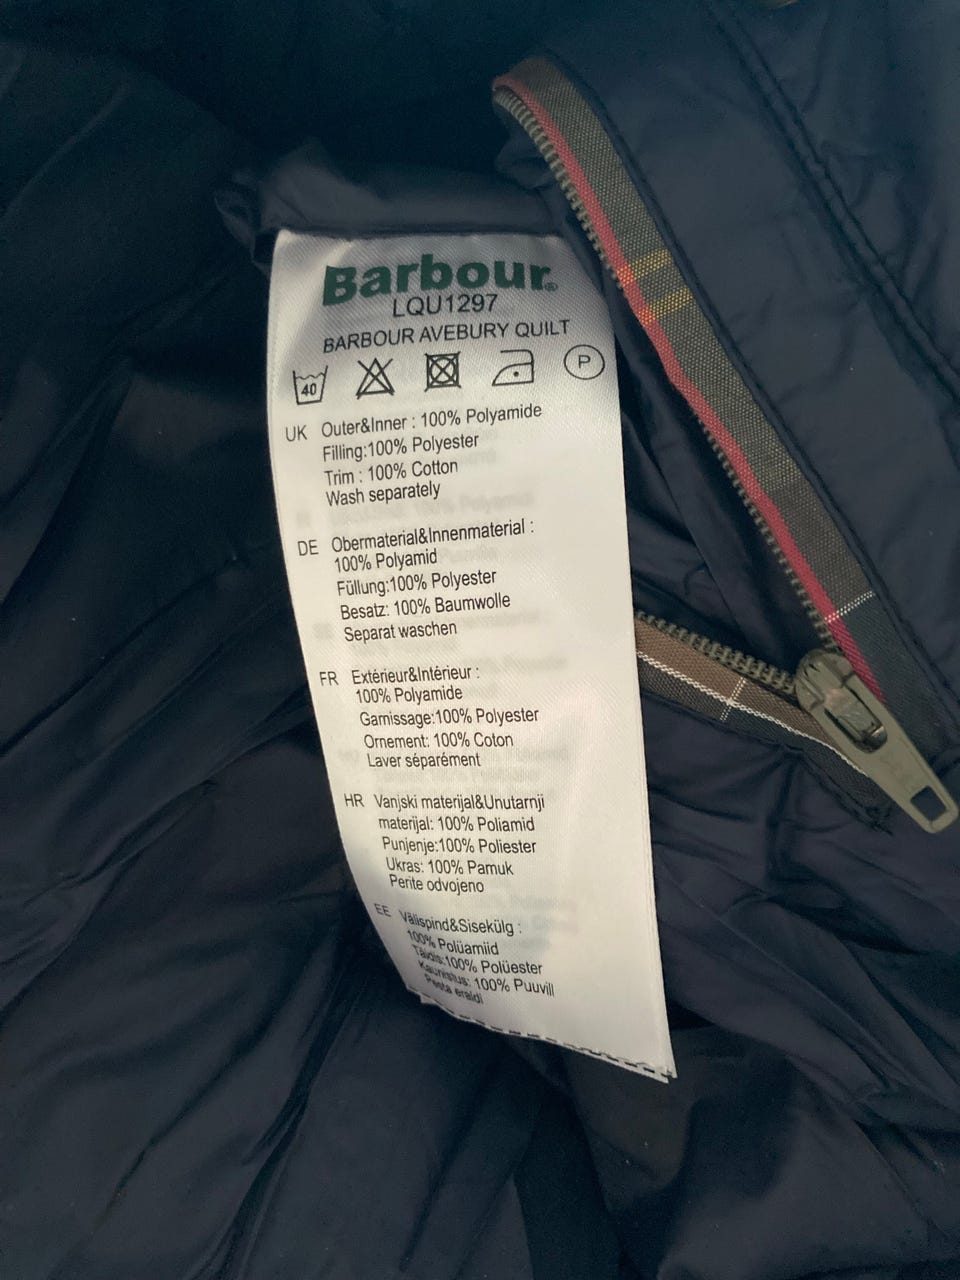 Barbour®
LQU1297
BARBOUR AVEBURY QUILT
40 P
UK Outer&Inner : 100% Polyamide
Filling:100% Polyester
Trim : 100% Cotton
Wash separately
DE Obermaterial&Innenmaterial :
100% Polyamid
Füllung:100% Polyester
Besatz: 100% Baumwolle
Separat waschen
FR Extérieur&Intérieur :
100% Polyamide
Garnissage:100% Polyester
Ornement: 100% Coton
Laver séparément
HR Vanjski materijal&Unutarnji
materijal: 100% Poliamid
Punjenje:100% Poliester
Ukras: 100% Pamuk
Perite odvojeno
EE Välispind&Sisekülg :
100% Polüamiid
Täidis:100% Polüester
Kaunistus: 100% Puuvill
Pesta eraldi